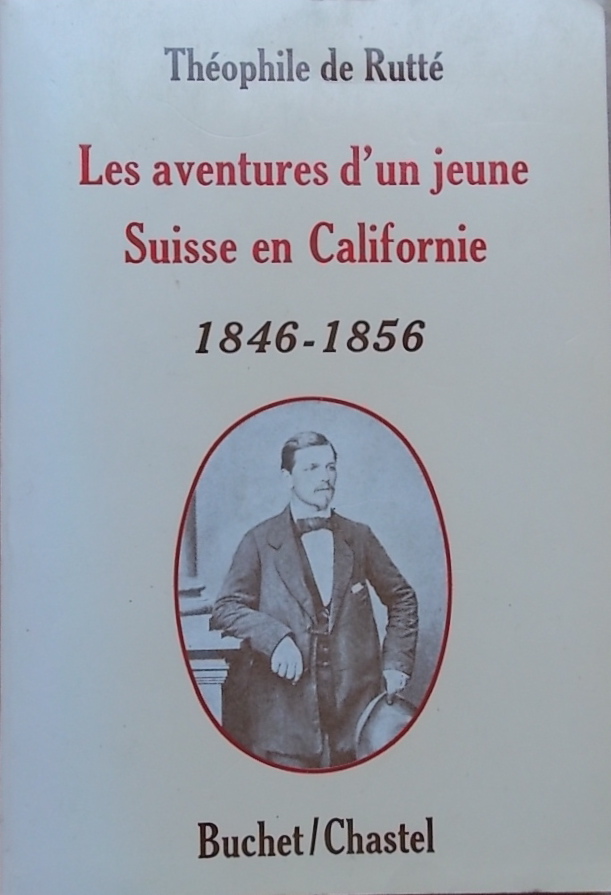 Théophile de Rutté
Les aventures d'un jeune
Suisse en Californie
1846-1856
Buchet/Chastel